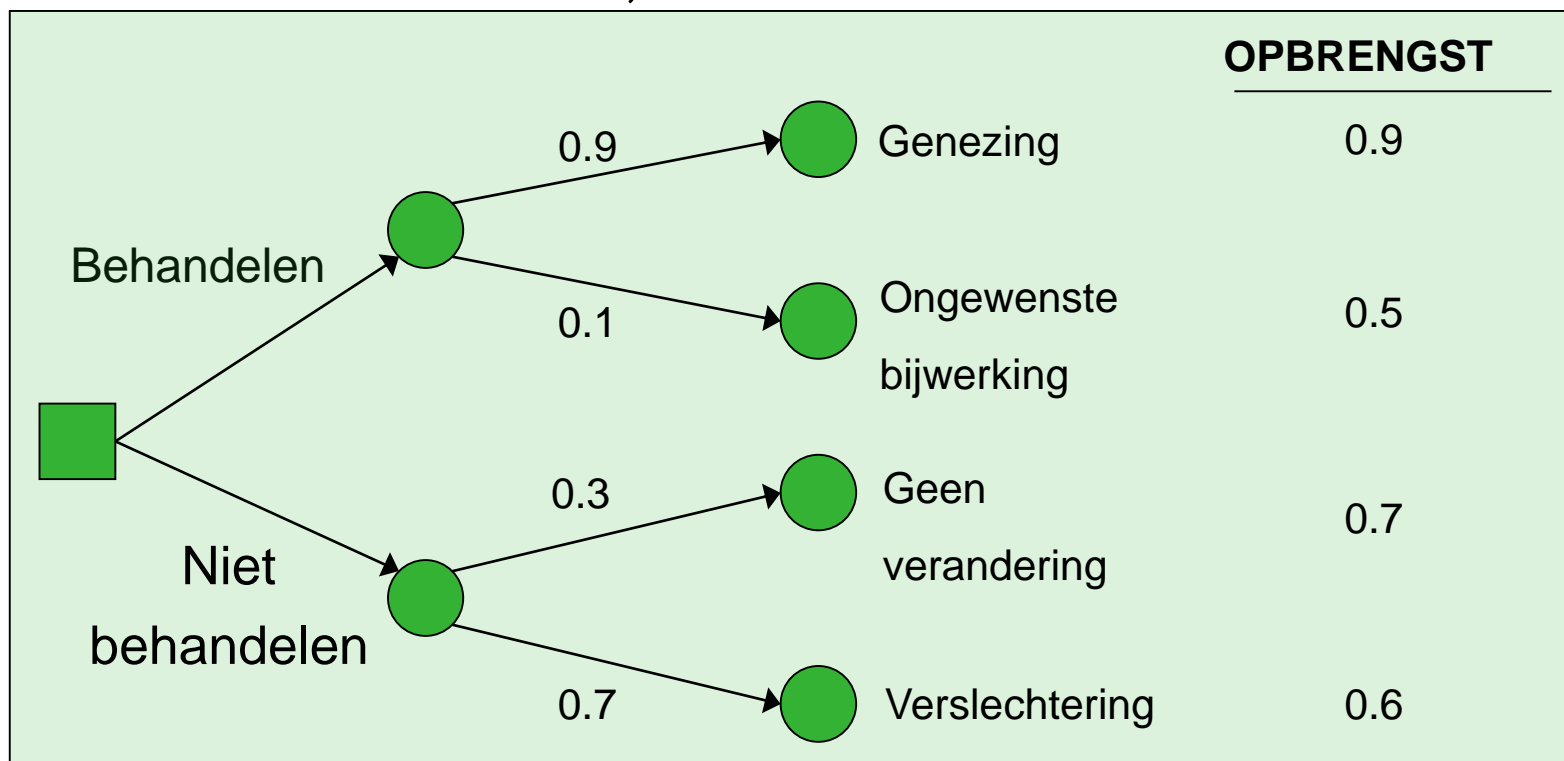 OPBRENGST
0.9 Genezing 0.9
Behandelen
0.1 Ongewenste 0.5
bijwerking
0.3 Geen
verandering 0.7
Niet
behandelen
0.7 Verslechtering 0.6